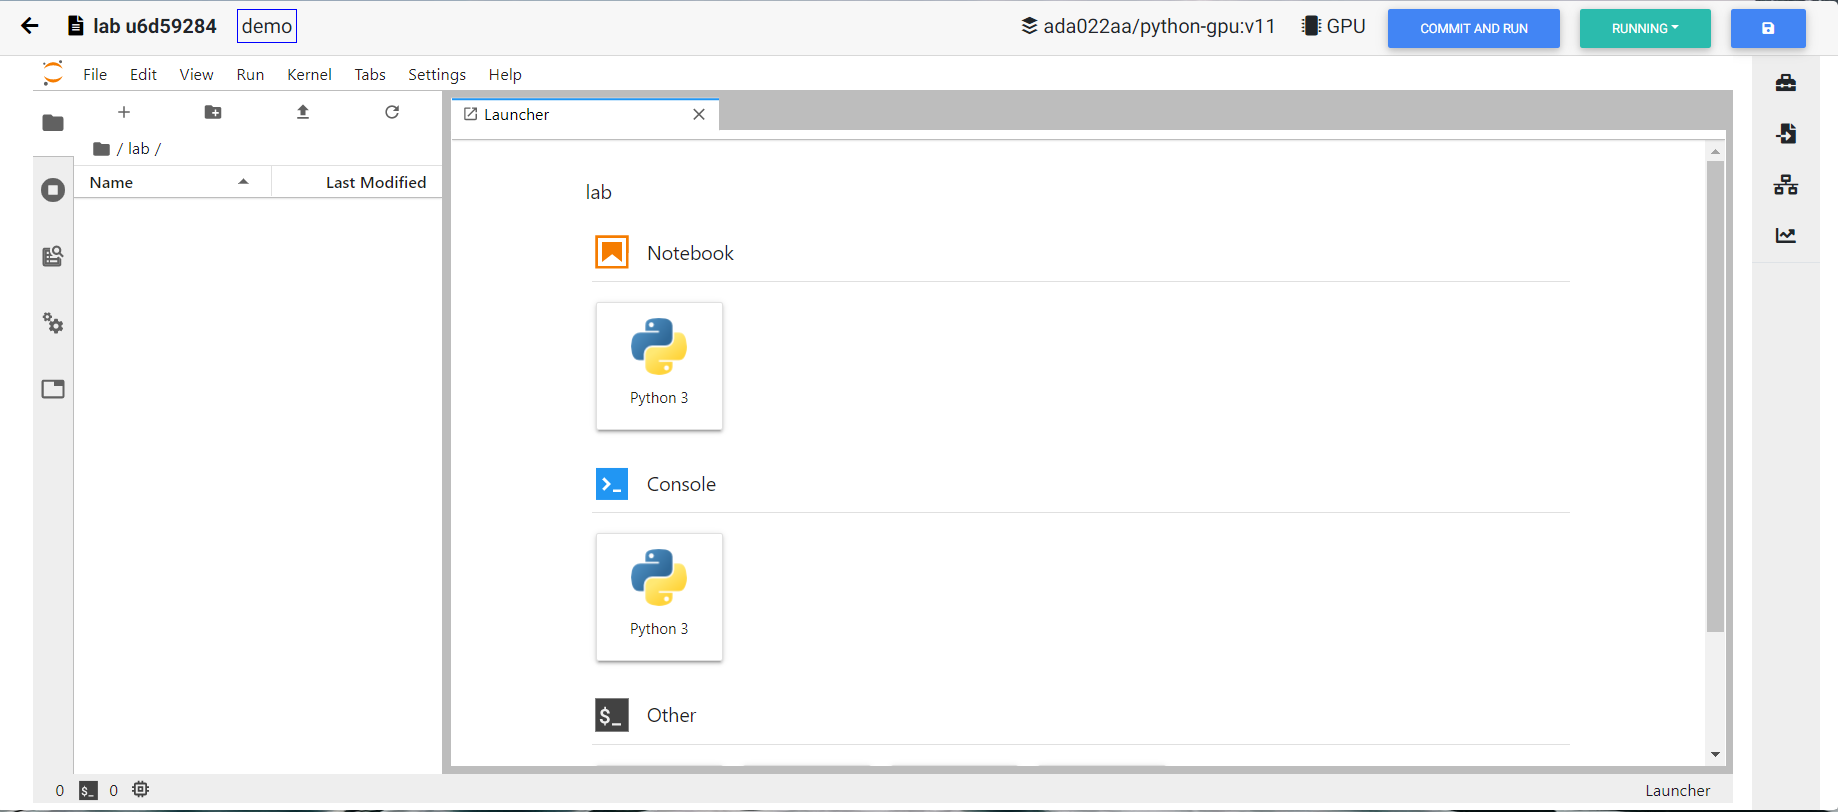 lab u6d59284 demo ada022aa/python-gpu:v11 GPU COMMIT AND RUN RUNNING
File Edit View Run Kernel Tabs Settings Help
Launcher
/ lab /
Name Last Modified
lab
Notebook
Python 3
Console
Python 3
$_ Other
0 $_ 0 Launcher